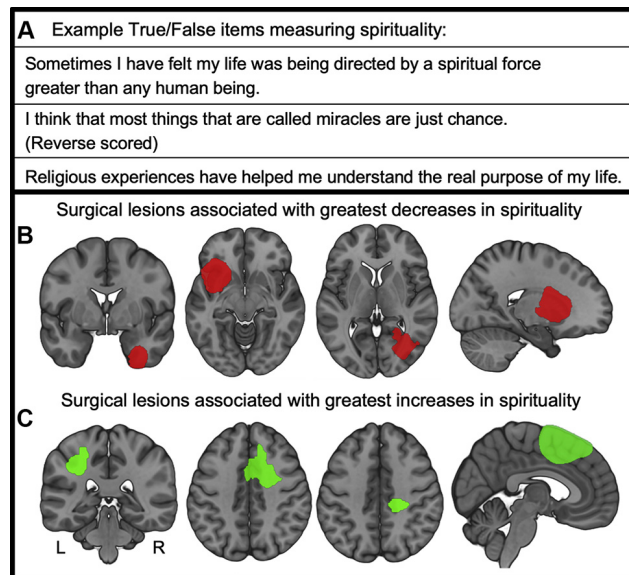 A Example True/False items measuring spirituality:
Sometimes I have felt my life was being directed by a spiritual force
greater than any human being.
I think that most things that are called miracles are just chance.
(Reverse scored)
Religious experiences have helped me understand the real purpose of my life.
Surgical lesions associated with greatest decreases in spirituality
B
Surgical lesions associated with greatest increases in spirituality
C
L R